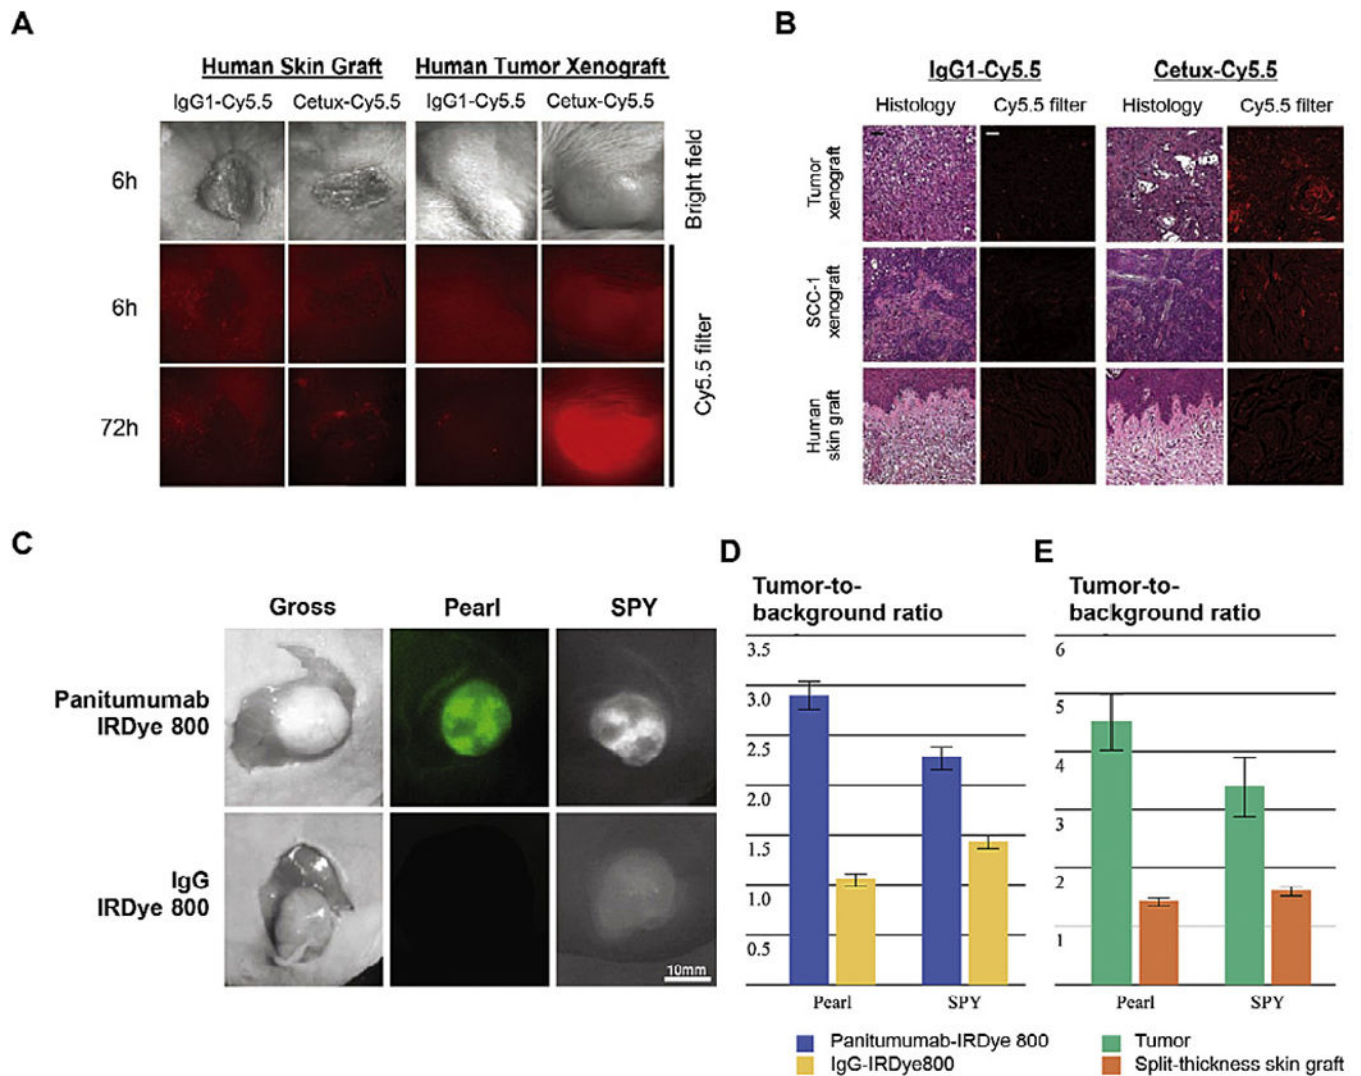 A
Human Skin Graft
Human Tumor Xenograft
IgG1-Cy5.5
Cetux-Cy5.5
IgG1-Cy5.5
Cetux-Cy5.5
6h
6h
72h
Bright field
Cy5.5 filter
B
IgG1-Cy5.5
Cetux-Cy5.5
Histology
Cy5.5 filter
Histology
Cy5.5 filter
Tumor
xenograft
SCC-1
xenograft
Human
skin graft
C
Gross
Pearl
SPY
Panitumumab
IRDye 800
IgG
IRDye 800
10mm
D
Tumor-to-
background ratio
3.5
3.0
2.5
2.0
1.5
1.0
0.5
Pearl
SPY
Panitumumab-IRDye 800
IgG-IRDye800
E
Tumor-to-
background ratio
6
5
4
3
2
1
Pearl
SPY
Tumor
Split-thickness skin graft